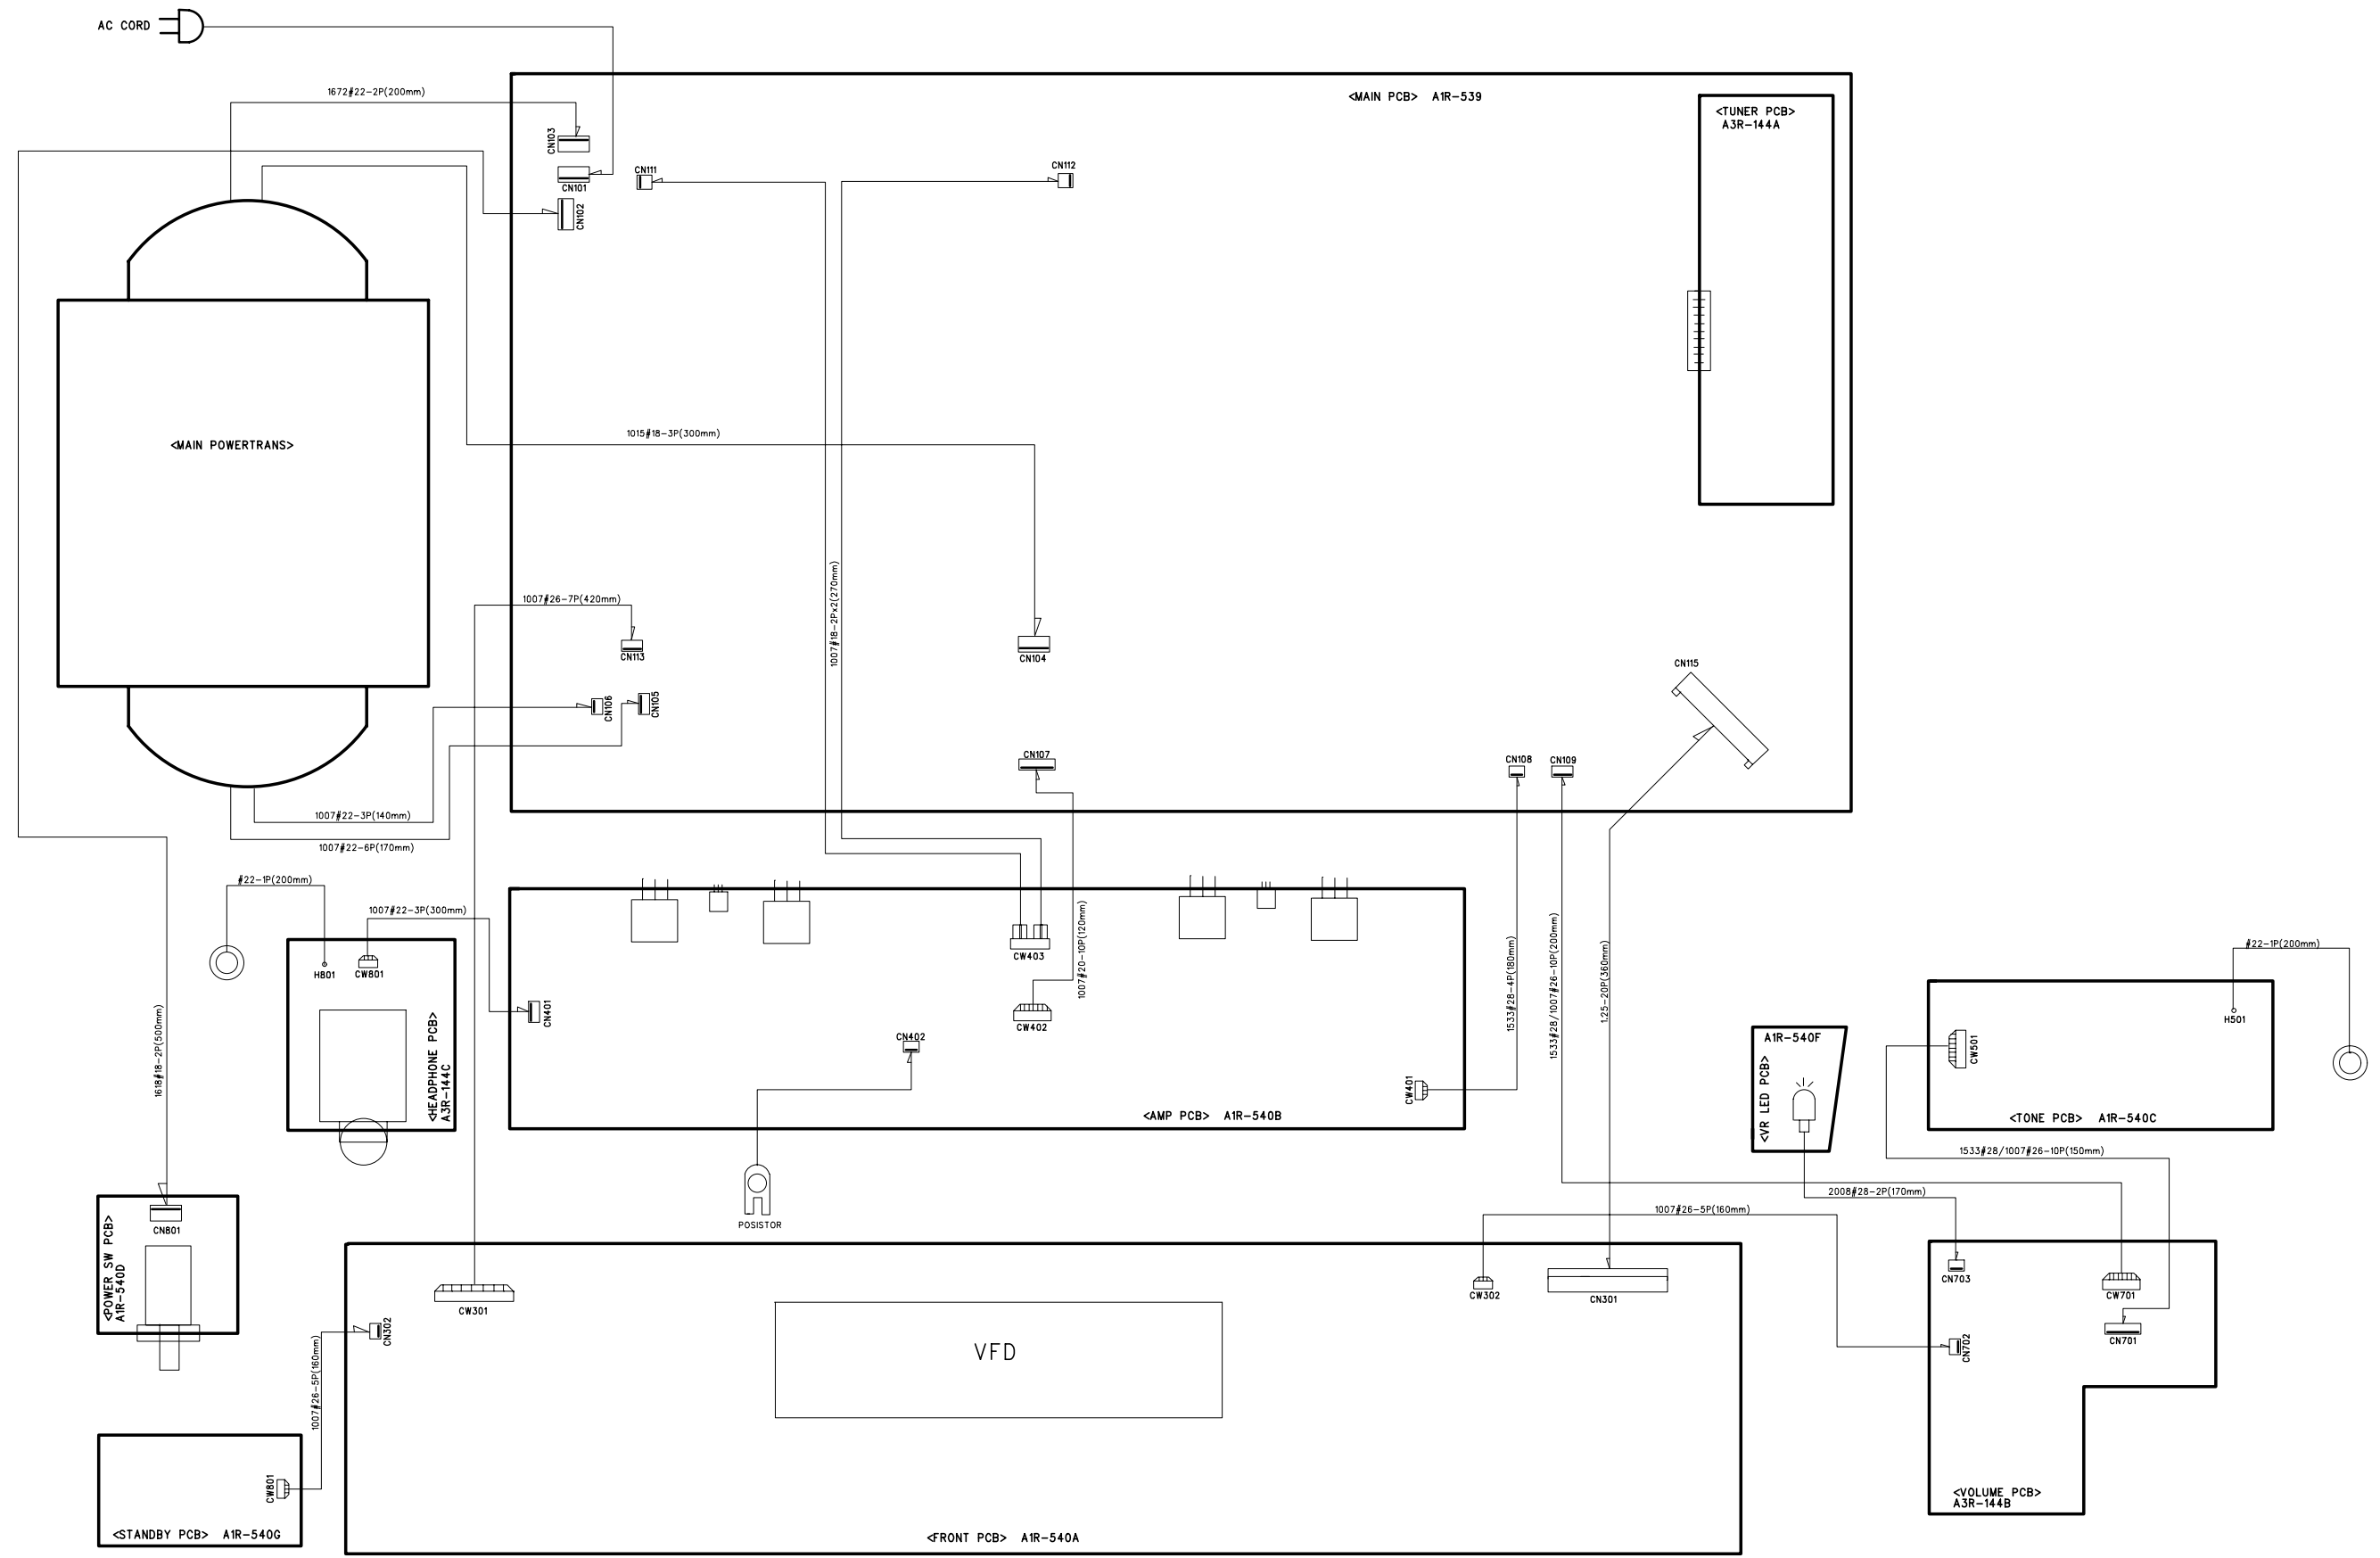 AC CORD
1672#22-2P(200mm)
<MAIN PCB> A1R-539
<TUNER PCB>
A3R-144A
CN103
CN101
CN102
CN111
CN112
<MAIN POWERTRANS>
1015#18-3P(300mm)
1007#18-2Px2(270mm)
1007#26-7P(420mm)
CN113
CN104
CN115
CN106
CN105
CN107
CN108
CN109
1007#22-3P(140mm)
1007#22-6P(170mm)
#22-1P(200mm)
1007#22-3P(300mm)
H801
CW801
<HEADPHONE PCB>
A3R-144C
CN401
CW403
1007#20-10P(120mm)
CW402
CN402
CW401
<AMP PCB> A1R-540B
1533#28-4P(180mm)
1533#28/1007#26-10P(200mm)
1.25-20P(360mm)
#22-1P(200mm)
H501
CW501
<TONE PCB> A1R-540C
A1R-540F
<VR LED PCB>
1533#28/1007#26-10P(150mm)
2008#28-2P(170mm)
1007#26-5P(160mm)
1618#18-2P(500mm)
CN801
<POWER SW PCB>
A1R-540D
POSISTOR
CW301
CN302
1007#26-5P(160mm)
VFD
CW302
CN301
CN703
CW701
CN701
CN702
CW801
<STANDBY PCB> A1R-540G
<FRONT PCB> A1R-540A
<VOLUME PCB>
A3R-144B